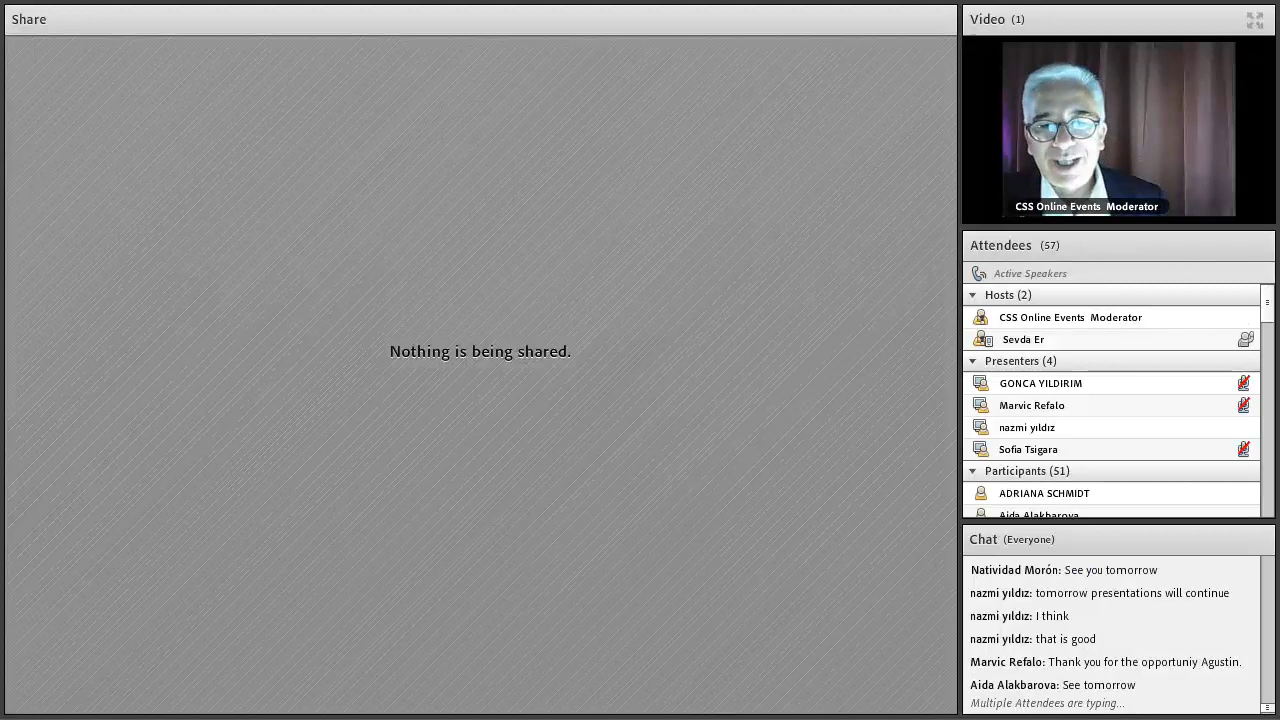 Share
Nothing is being shared.
Video (1)
CSS Online Events Moderator
Attendees (57)
Active Speakers
Hosts (2)
CSS Online Events Moderator
Sevda Er
Presenters (4)
GONCA YILDIRIM
Marvic Refalo
nazmi yıldız
Sofia Tsigara
Participants (51)
ADRIANA SCHMIDT
Aida Alakbarova
Chat (Everyone)
Natividad Morón: See you tomorrow
nazmi yıldız: tomorrow presentations will continue
nazmi yıldız: I think
nazmi yıldız: that is good
Marvic Refalo: Thank you for the opportuniy Agustin.
Aida Alakbarova: See tomorrow
Multiple Attendees are typing...